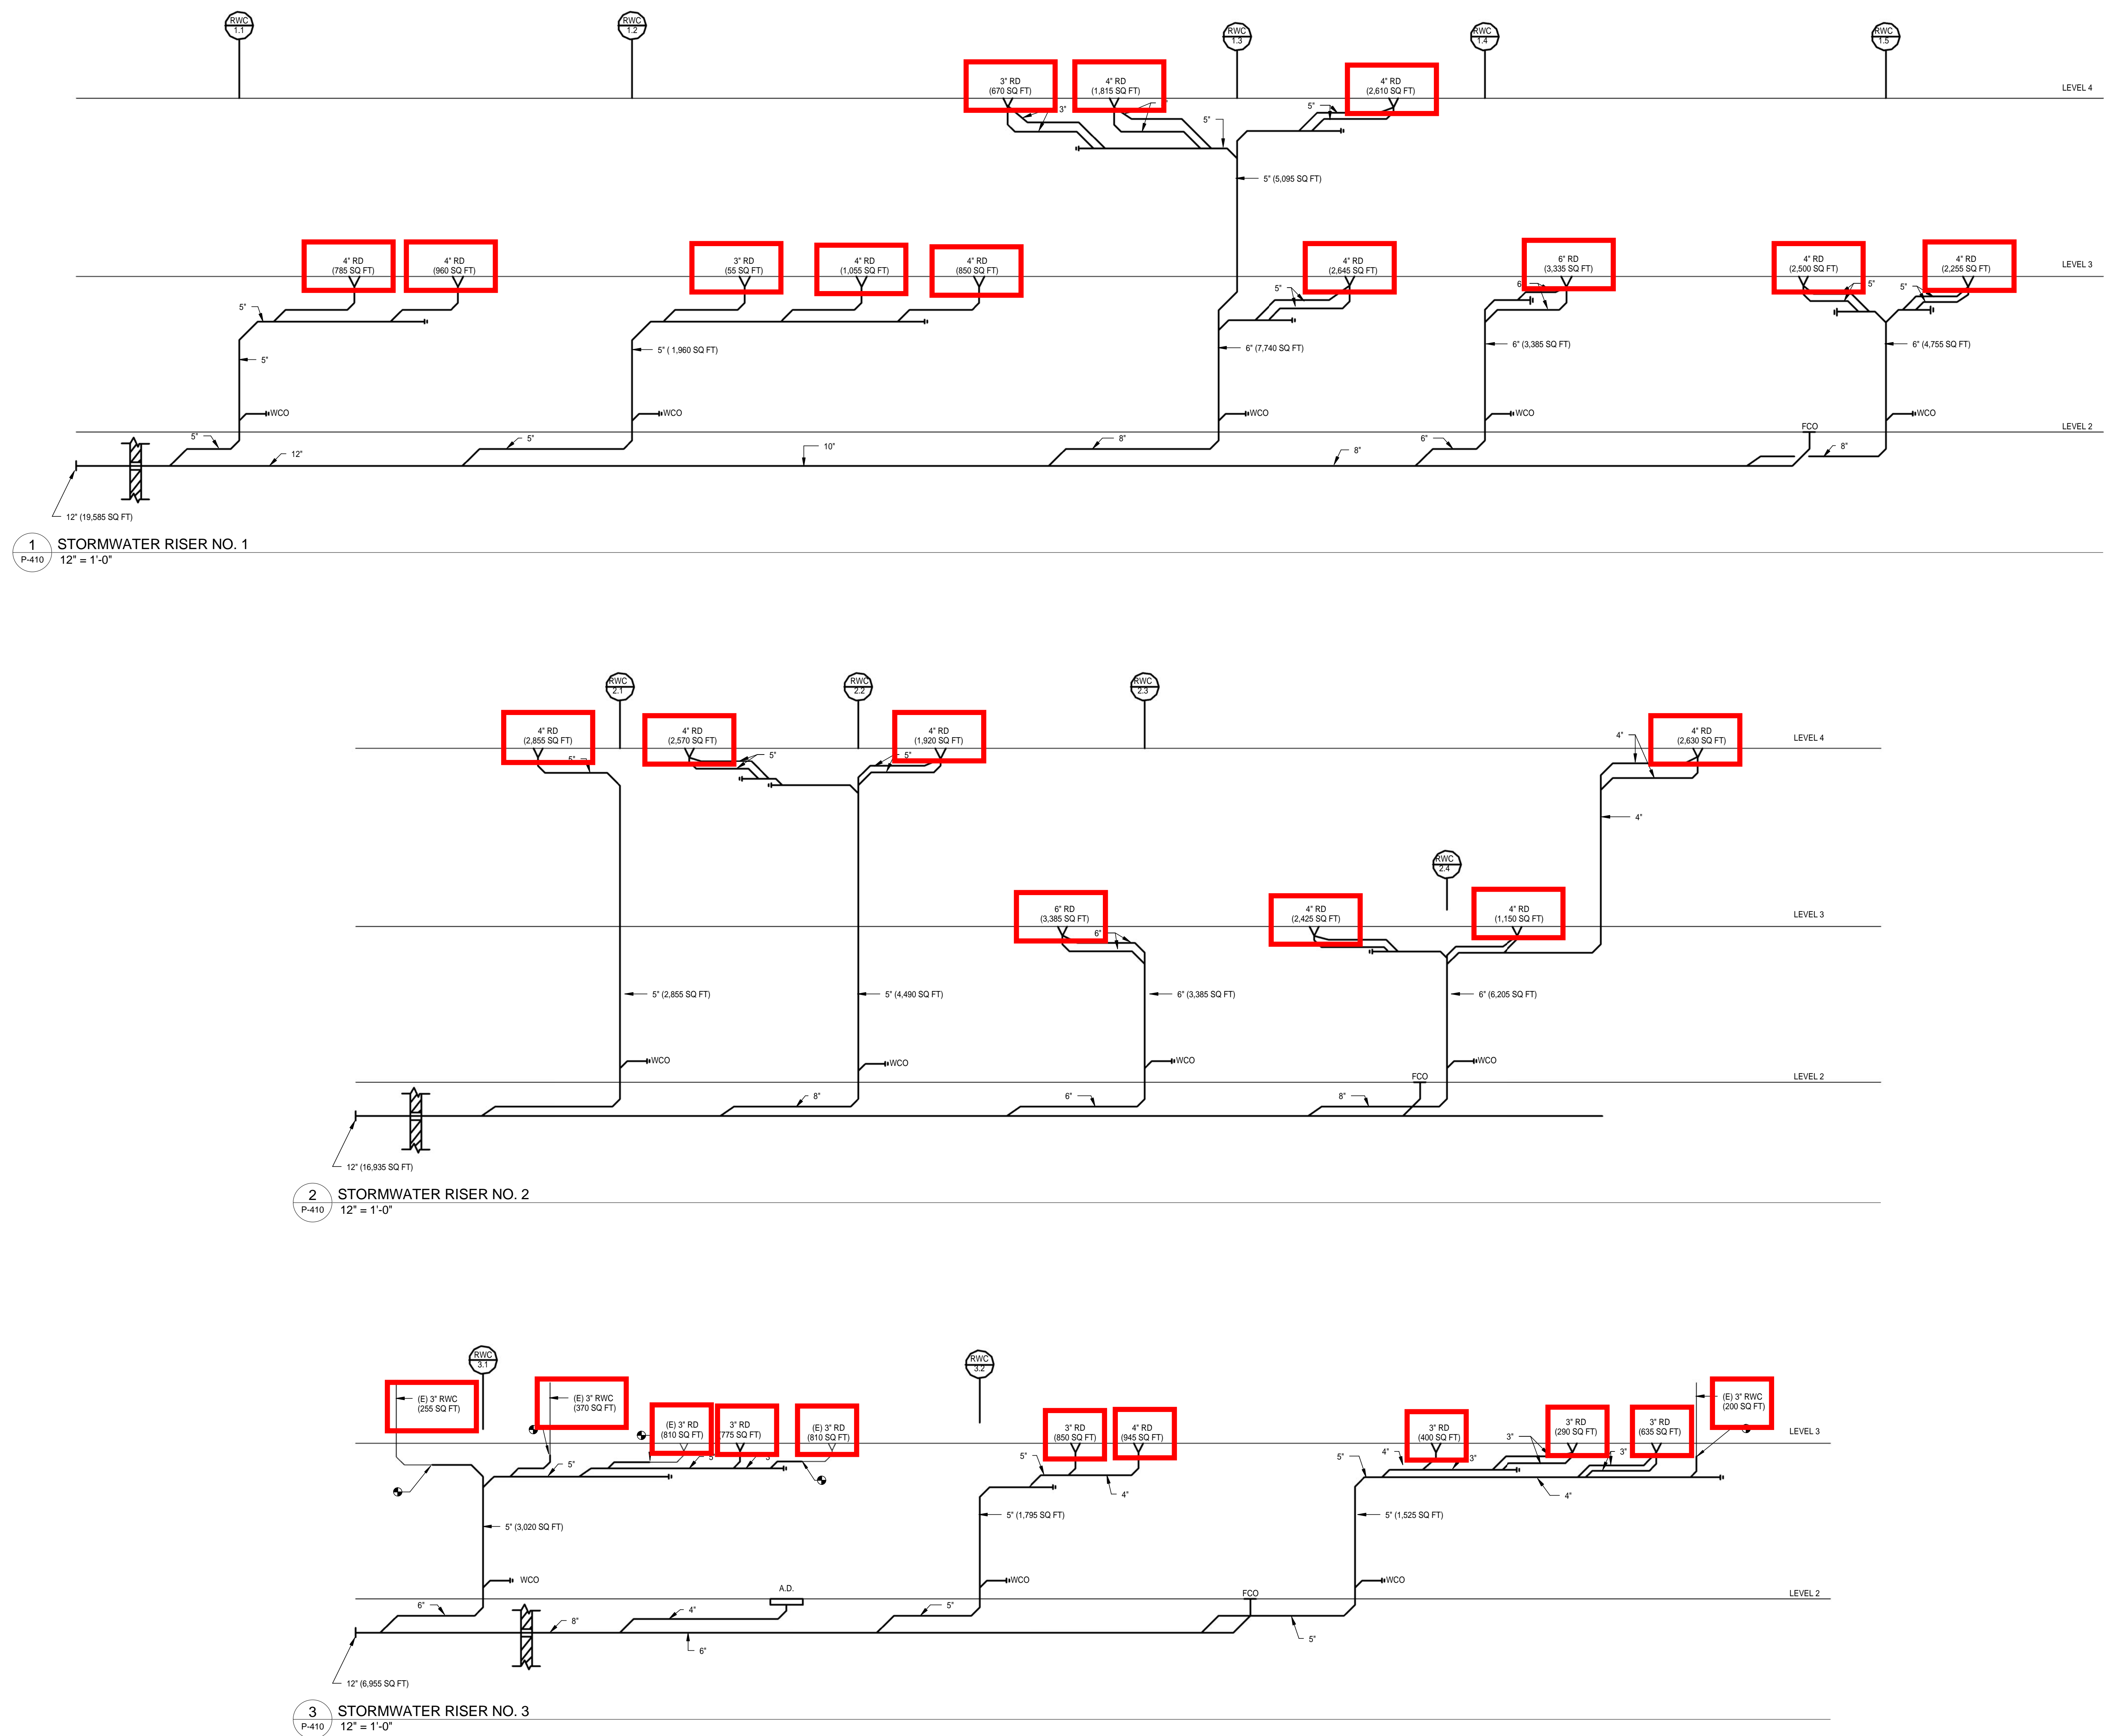 RWC
1.1
RWC
1.2
RWC
1.3
RWC
1.4
RWC
1.5
3" RD
(670 SQ FT)
4" RD
(1,815 SQ FT)
4" RD
(2,610 SQ FT)
LEVEL 4
3"
5"
5"
5" (5,095 SQ FT)
4" RD
(785 SQ FT)
4" RD
(960 SQ FT)
3" RD
(55 SQ FT)
4" RD
(1,055 SQ FT)
4" RD
(850 SQ FT)
4" RD
(2,645 SQ FT)
6" RD
(3,335 SQ FT)
4" RD
(2,500 SQ FT)
4" RD
(2,255 SQ FT)
LEVEL 3
5"
5"
6"
5"
5"
5"
5" ( 1,960 SQ FT)
6" (7,740 SQ FT)
6" (3,385 SQ FT)
6" (4,755 SQ FT)
WCO
WCO
WCO
WCO
WCO
LEVEL 2
FCO
5"
5"
8"
6"
8"
12"
10"
8"
12" (19,585 SQ FT)
1
P-410
STORMWATER RISER NO. 1
12" = 1'-0"
RWC
2.1
RWC
2.2
RWC
2.3
4" RD
(2,855 SQ FT)
4" RD
(2,570 SQ FT)
4" RD
(1,920 SQ FT)
4" RD
(2,630 SQ FT)
LEVEL 4
5"
5"
5"
4"
4"
RWC
2.4
6" RD
(3,385 SQ FT)
4" RD
(2,425 SQ FT)
4" RD
(1,150 SQ FT)
LEVEL 3
6"
5" (2,855 SQ FT)
5" (4,490 SQ FT)
6" (3,385 SQ FT)
6" (6,205 SQ FT)
WCO
WCO
WCO
WCO
FCO
LEVEL 2
8"
6"
8"
12" (16,935 SQ FT)
2
P-410
STORMWATER RISER NO. 2
12" = 1'-0"
RWC
3.1
RWC
3.2
(E) 3" RWC
(255 SQ FT)
(E) 3" RWC
(370 SQ FT)
(E) 3" RD
(810 SQ FT)
3" RD
(775 SQ FT)
(E) 3" RD
(810 SQ FT)
3" RD
(850 SQ FT)
4" RD
(945 SQ FT)
3" RD
(400 SQ FT)
3" RD
(290 SQ FT)
3" RD
(635 SQ FT)
(E) 3" RWC
(200 SQ FT)
LEVEL 3
5"
5"
3"
5"
4"
5"
4"
3"
3"
3"
4"
5" (3,020 SQ FT)
5" (1,795 SQ FT)
5" (1,525 SQ FT)
WCO
WCO
WCO
A.D.
FCO
LEVEL 2
6"
8"
4"
6"
5"
5"
12" (6,955 SQ FT)
3
P-410
STORMWATER RISER NO. 3
12" = 1'-0"